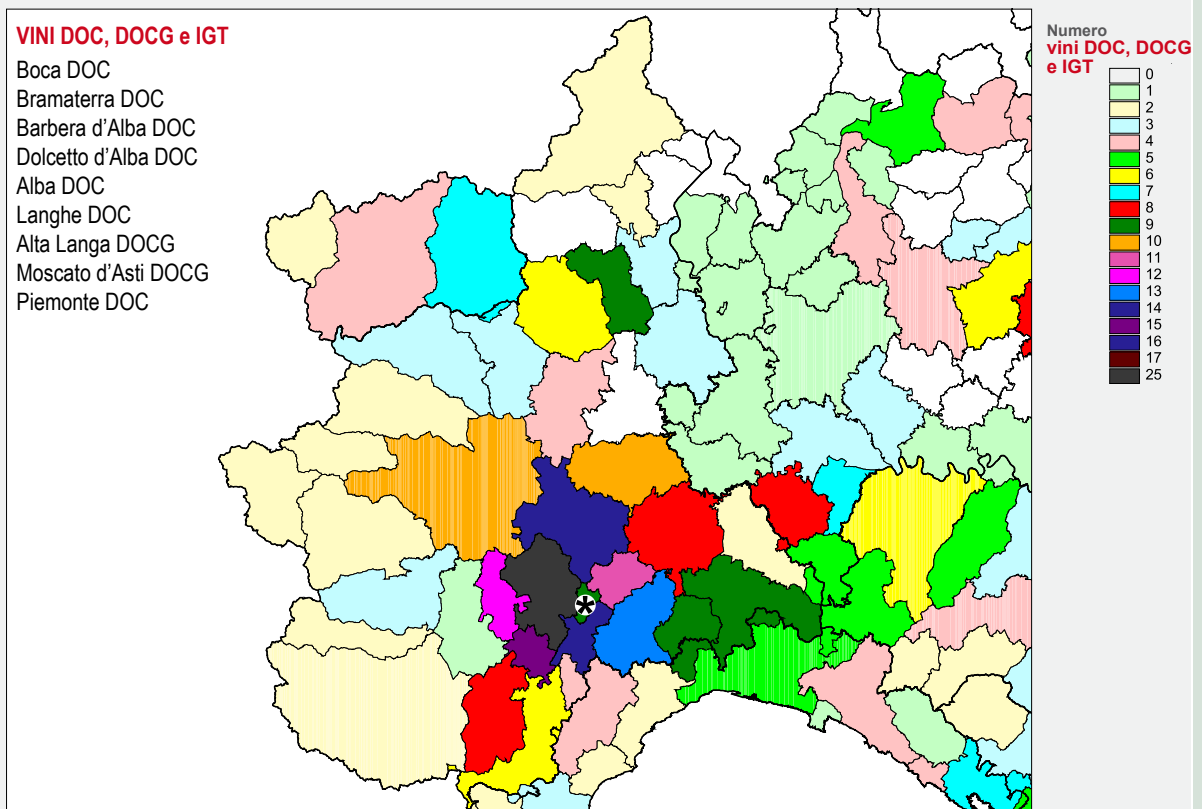 VINI DOC, DOCG e IGT
Boca DOC
Bramaterra DOC
Barbera d’Alba DOC
Dolcetto d’Alba DOC
Alba DOC
Langhe DOC
Alta Langa DOCG
Moscato d’Asti DOCG
Piemonte DOC
*
Numero
vini DOC, DOCG
e IGT
0
1
2
3
4
5
6
7
8
9
10
11
12
13
14
15
16
17
25